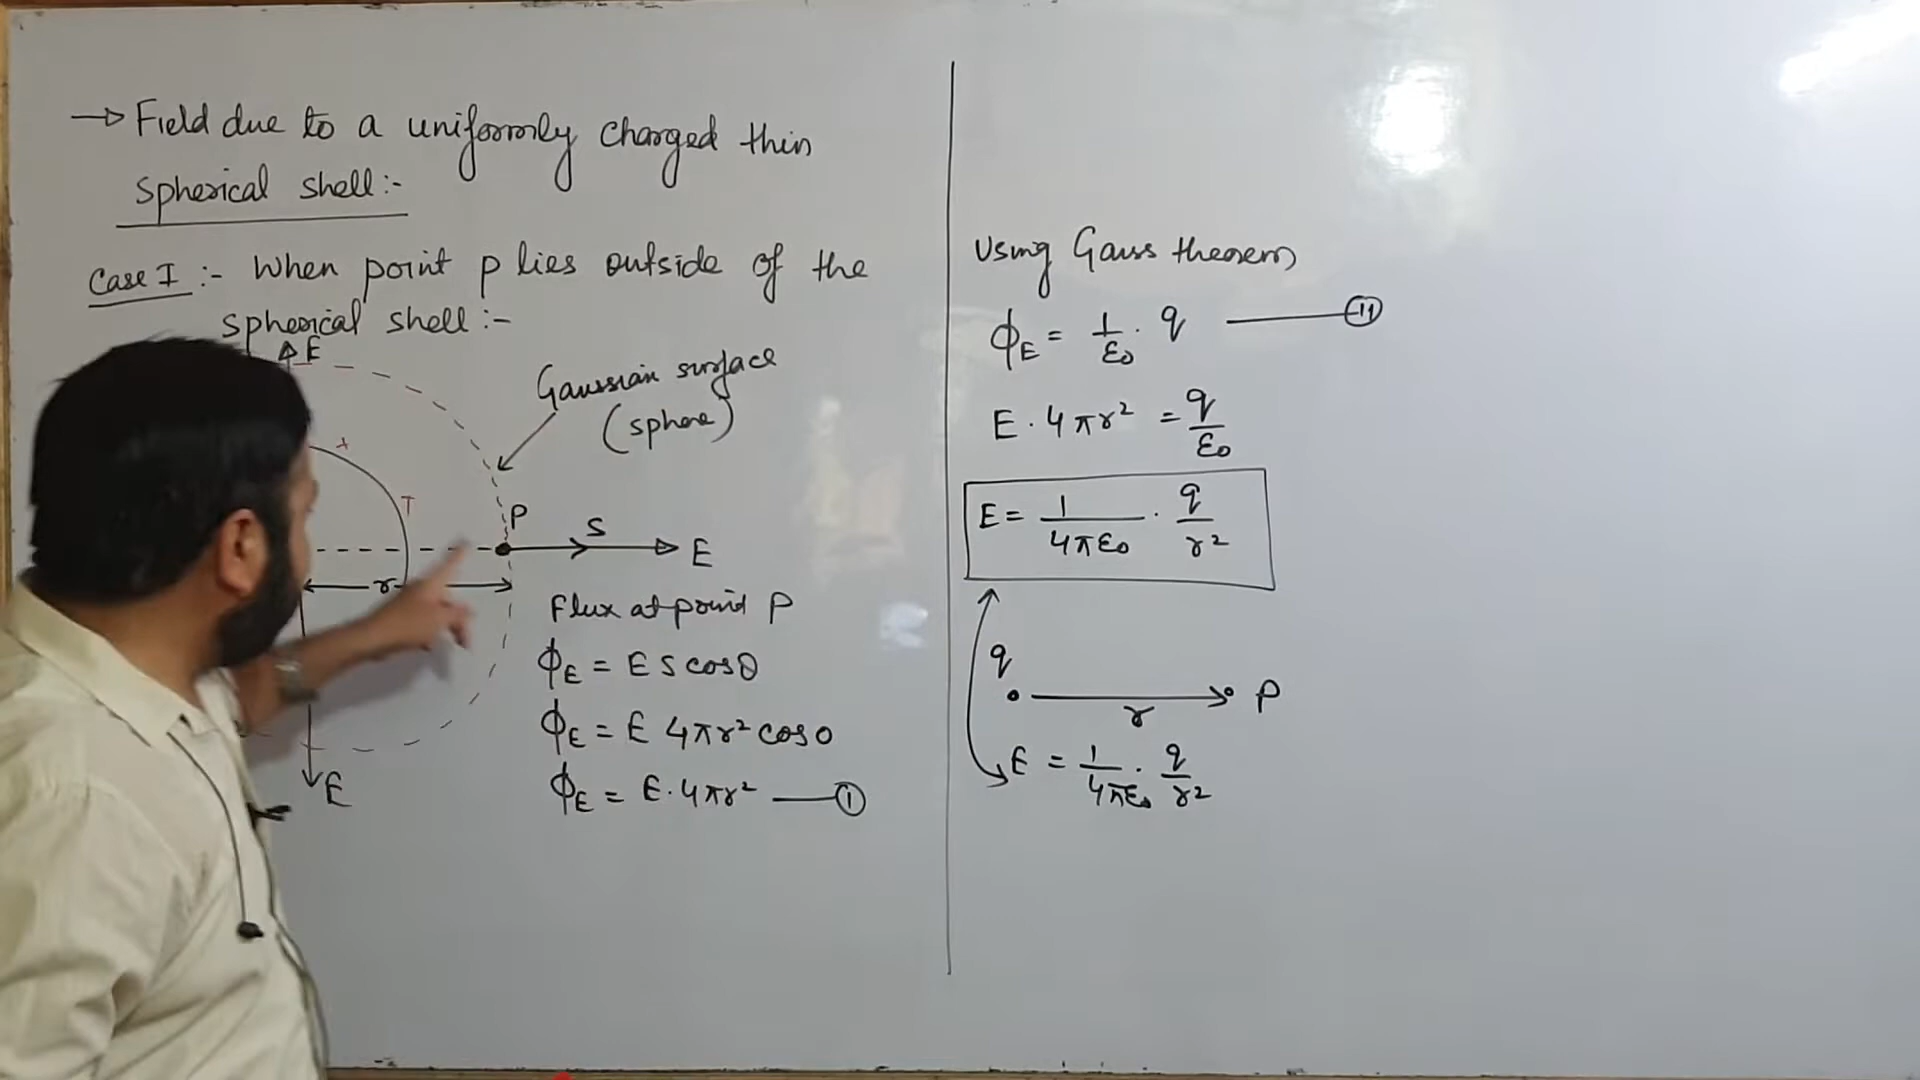 → Field due to a uniformly charged thin
spherical shell:-
Case I :- When point P lies outside of the
spherical shell :-
E
Gaussian surface
(sphere)
+
+
P
S
E
r
Flux at point P
ϕE = E S cosθ
ϕE = E 4πr² cos0
ϕE = E·4πr² —— ①
E
Using Gauss theorem
ϕE = 1/ε₀ · q —— (11)
E · 4πr² = q/ε₀
E = 1/4πε₀ · q/r²
q
P
r
E = 1/4πε₀ · q/r²